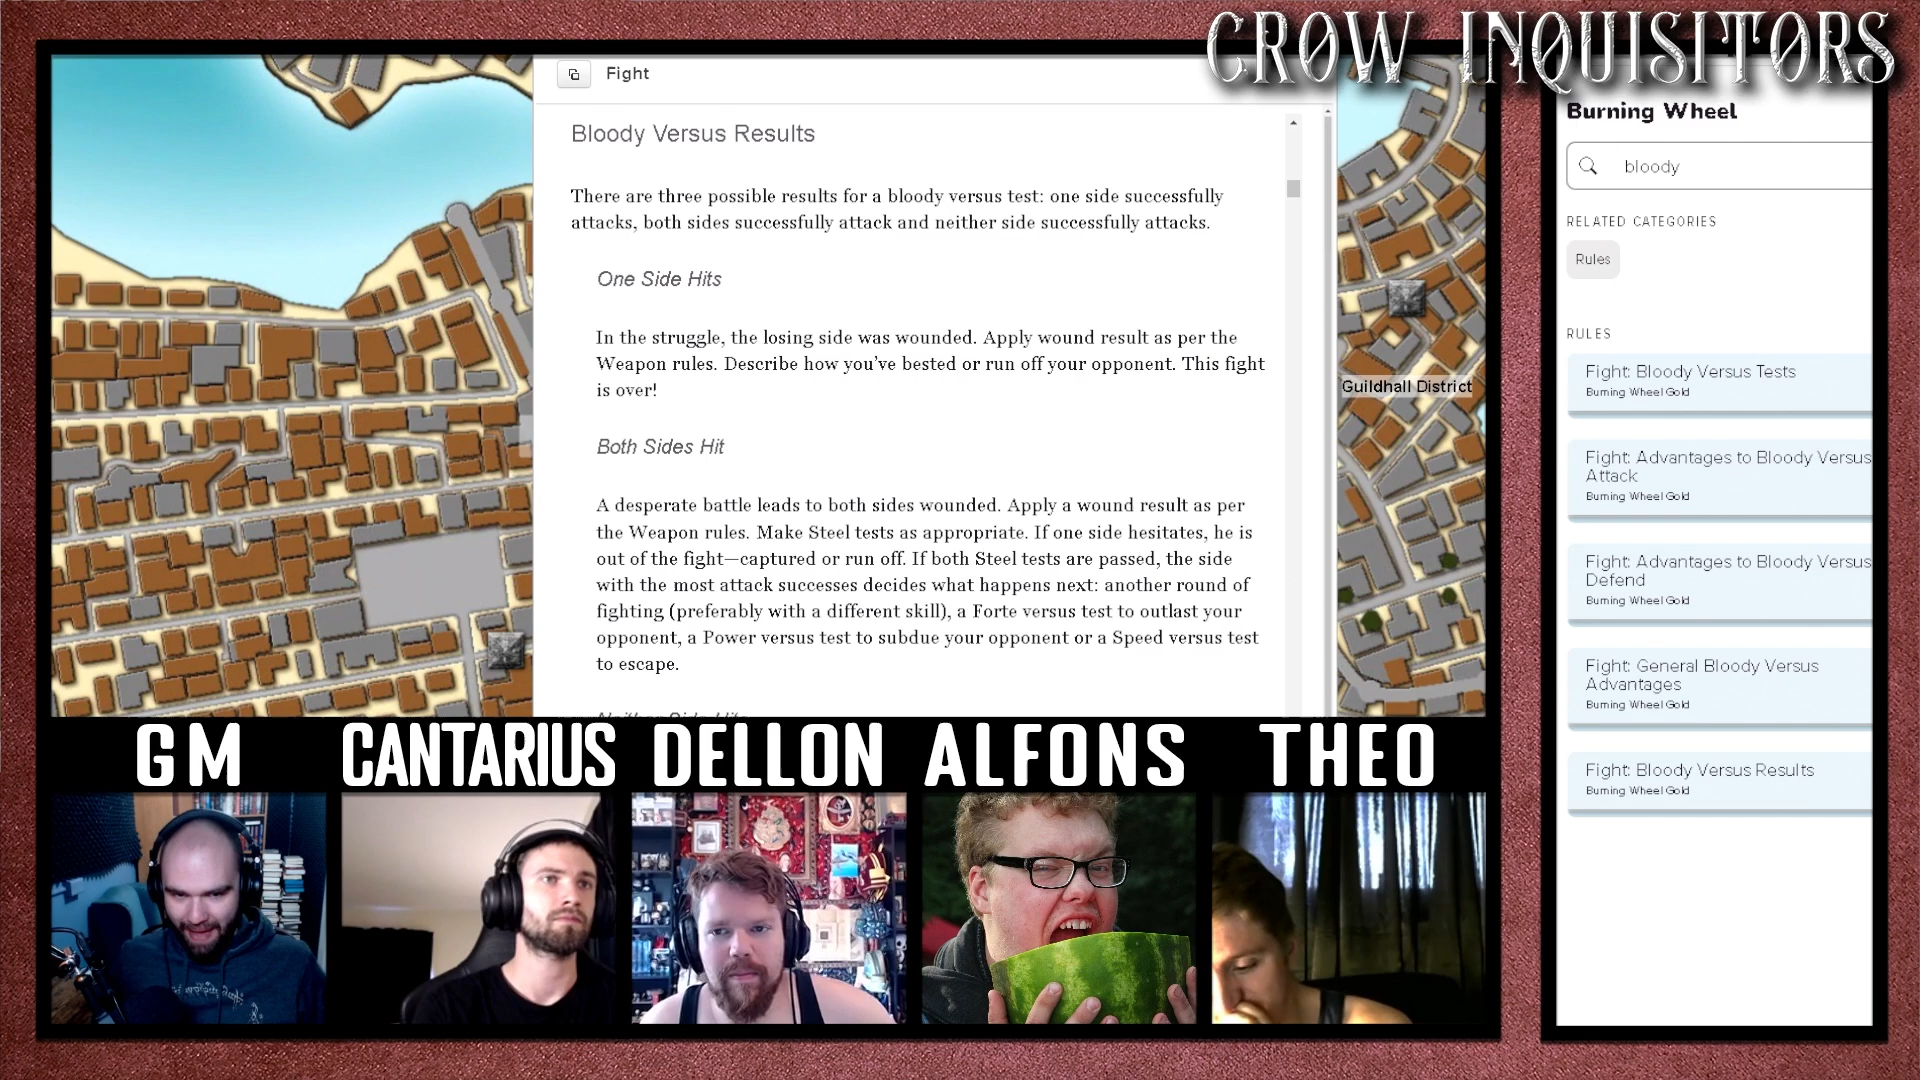 CROW INQUISITORS
Fight
Bloody Versus Results
There are three possible results for a bloody versus test: one side successfully
attacks, both sides successfully attack and neither side successfully attacks.
One Side Hits
In the struggle, the losing side was wounded. Apply wound result as per the
Weapon rules. Describe how you’ve bested or run off your opponent. This fight
is over!
Both Sides Hit
A desperate battle leads to both sides wounded. Apply a wound result as per
the Weapon rules. Make Steel tests as appropriate. If one side hesitates, he is
out of the fight—captured or run off. If both Steel tests are passed, the side
with the most attack successes decides what happens next: another round of
fighting (preferably with a different skill), a Forte versus test to outlast your
opponent, a Power versus test to subdue your opponent or a Speed versus test
to escape.
Guildhall District
Burning Wheel
bloody
RELATED CATEGORIES
Rules
RULES
Fight: Bloody Versus Tests
Burning Wheel Gold
Fight: Advantages to Bloody Versus
Attack
Burning Wheel Gold
Fight: Advantages to Bloody Versus
Defend
Burning Wheel Gold
Fight: General Bloody Versus
Advantages
Burning Wheel Gold
Fight: Bloody Versus Results
Burning Wheel Gold
GM
CANTARIUS
DELLON
ALFONS
THEO